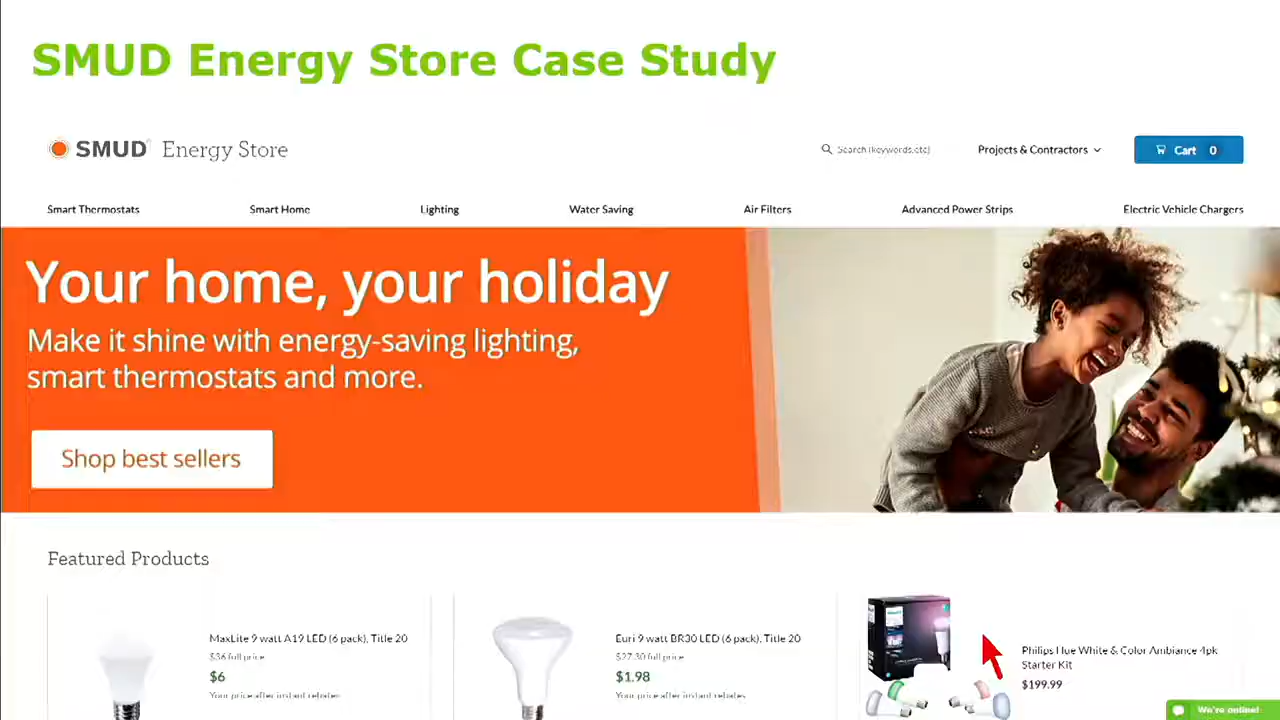 SMUD Energy Store Case Study
SMUD Energy Store
Search (keywords,etc)
Projects & Contractors
Cart 0
Smart Thermostats
Smart Home
Lighting
Water Saving
Air Filters
Advanced Power Strips
Electric Vehicle Chargers
Your home, your holiday
Make it shine with energy-saving lighting,
smart thermostats and more.
Shop best sellers
Featured Products
MaxLite 9 watt A19 LED (6 pack), Title 20
$36 full price
$6
Your price after instant rebates
Euri 9 watt BR30 LED (6 pack), Title 20
$27.30 full price
$1.98
Your price after instant rebates
Philips Hue White & Color Ambiance 4pk
Starter Kit
$199.99
We're online!